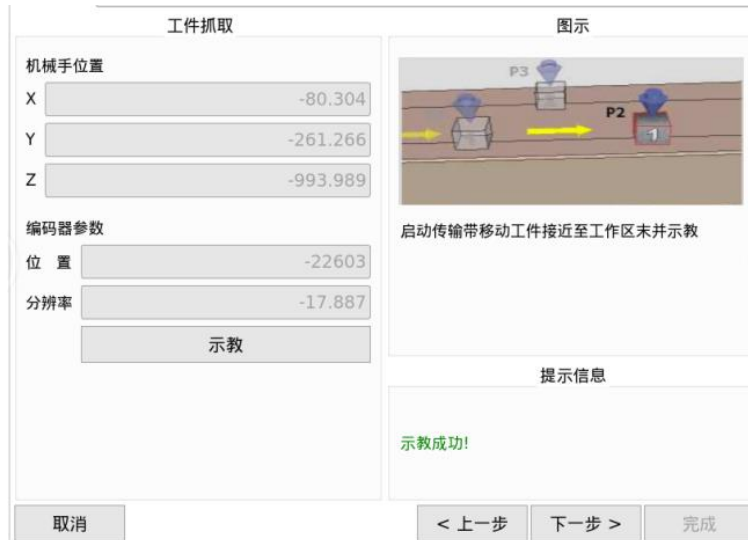 工件抓取
机械手位置
X -80.304
Y -261.266
Z -993.989
编码器参数
位 置 -22603
分辨率 -17.887
示教
图示
P3
P2
1
启动传输带移动工件接近至工作区末并示教
提示信息
示教成功!
取消
< 上一步
下一步 >
完成